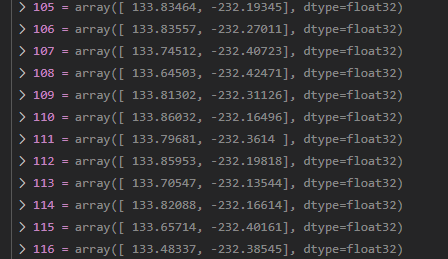 > 105 = array([ 133.83464, -232.19345], dtype=float32)
> 106 = array([ 133.83557, -232.27011], dtype=float32)
> 107 = array([ 133.74512, -232.40723], dtype=float32)
> 108 = array([ 133.64503, -232.42471], dtype=float32)
> 109 = array([ 133.81302, -232.31126], dtype=float32)
> 110 = array([ 133.86032, -232.16496], dtype=float32)
> 111 = array([ 133.79681, -232.3614 ], dtype=float32)
> 112 = array([ 133.85953, -232.19818], dtype=float32)
> 113 = array([ 133.70547, -232.13544], dtype=float32)
> 114 = array([ 133.82088, -232.16614], dtype=float32)
> 115 = array([ 133.65714, -232.40161], dtype=float32)
> 116 = array([ 133.48337, -232.38545], dtype=float32)